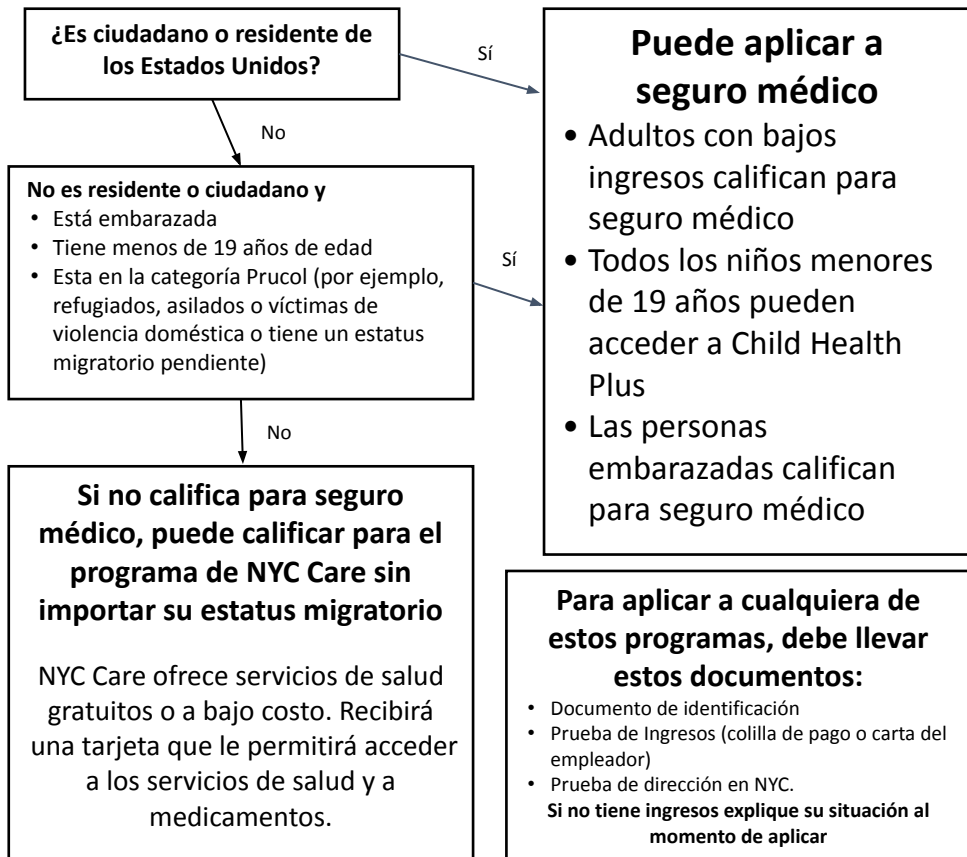 ¿Es ciudadano o residente de
los Estados Unidos?
Sí
No
No es residente o ciudadano y
• Está embarazada
• Tiene menos de 19 años de edad
• Esta en la categoría Prucol (por ejemplo,
refugiados, asilados o víctimas de
violencia doméstica o tiene un estatus
migratorio pendiente)
Sí
No
Puede aplicar a
seguro médico
• Adultos con bajos
ingresos califican para
seguro médico
• Todos los niños menores
de 19 años pueden
acceder a Child Health
Plus
• Las personas
embarazadas califican
para seguro médico
Si no califica para seguro
médico, puede calificar para el
programa de NYC Care sin
importar su estatus migratorio
NYC Care ofrece servicios de salud
gratuitos o a bajo costo. Recibirá
una tarjeta que le permitirá acceder
a los servicios de salud y a
medicamentos.
Para aplicar a cualquiera de
estos programas, debe llevar
estos documentos:
• Documento de identificación
• Prueba de Ingresos (colilla de pago o carta del
empleador)
• Prueba de dirección en NYC.
Si no tiene ingresos explique su situación al
momento de aplicar